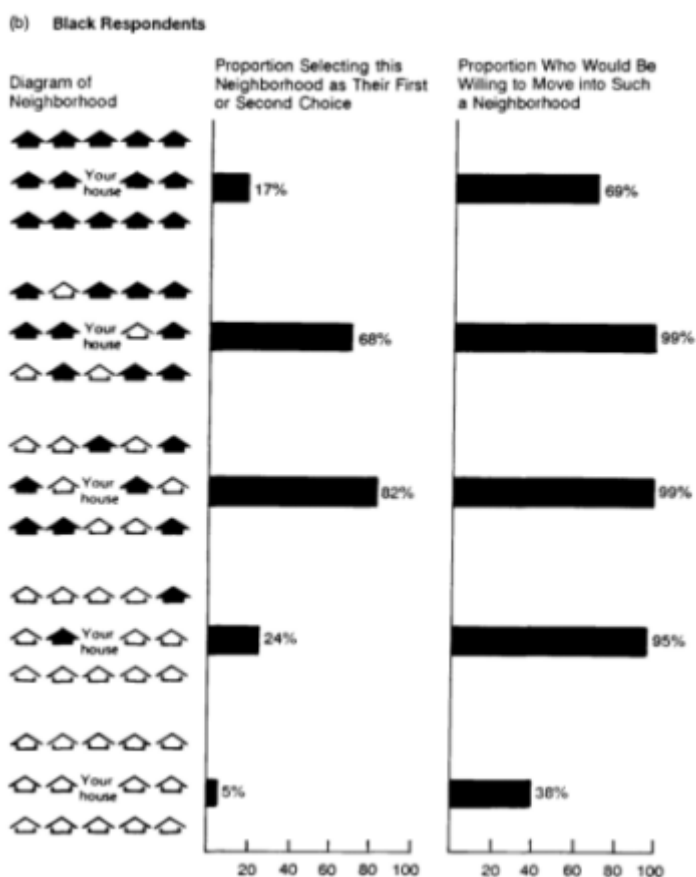 (b) Black Respondents
Diagram of
Neighborhood
Proportion Selecting this
Neighborhood as Their First
or Second Choice
Proportion Who Would Be
Willing to Move into Such
a Neighborhood
Your
house
17%
69%
Your
house
68%
99%
Your
house
82%
99%
Your
house
24%
95%
Your
house
5%
38%
20 40 60 80 100
20 40 60 80 100